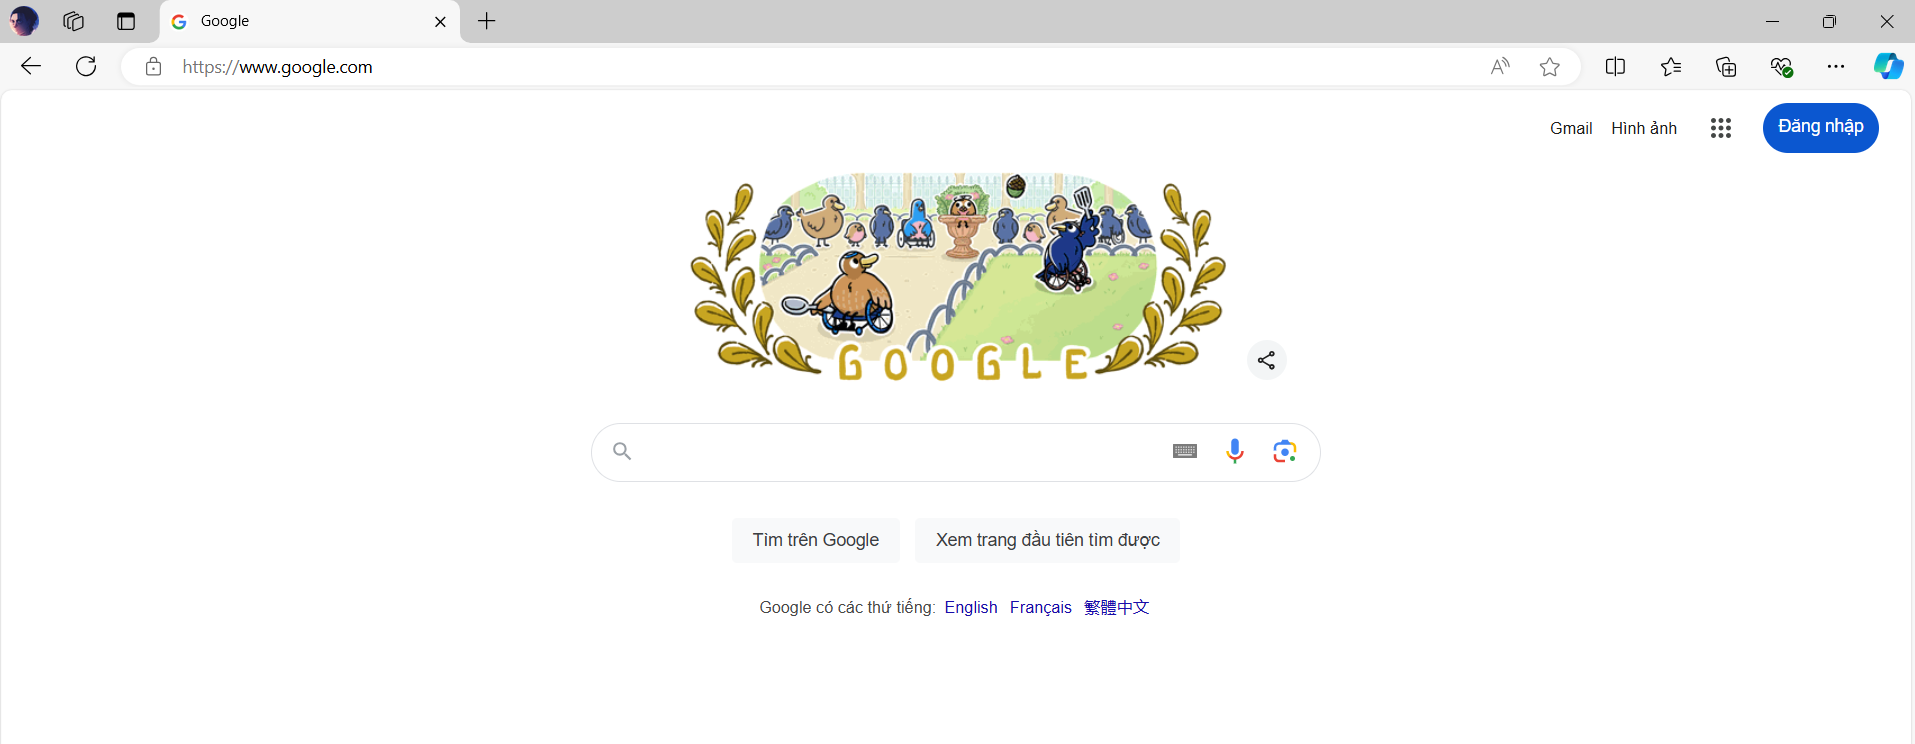 Google
https://www.google.com
Gmail Hình ảnh Đăng nhập
GOOGLE
Tìm trên Google Xem trang đầu tiên tìm được
Google có các thứ tiếng: English Français 繁體中文